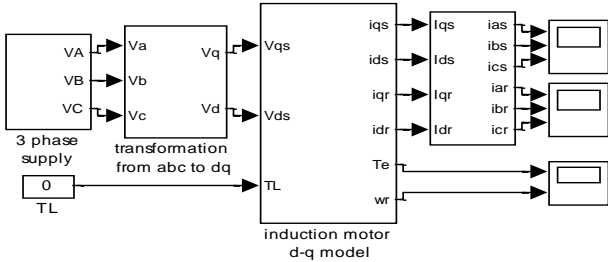 VA
VB
VC
3 phase
supply
Va
Vb
Vc
Vq
Vd
transformation
from abc to dq
0
TL
Vqs
Vds
TL
iqs
ids
iqr
idr
Te
wr
induction motor
d-q model
Iqs
Ids
Iqr
Idr
ias
ibs
ics
iar
ibr
icr